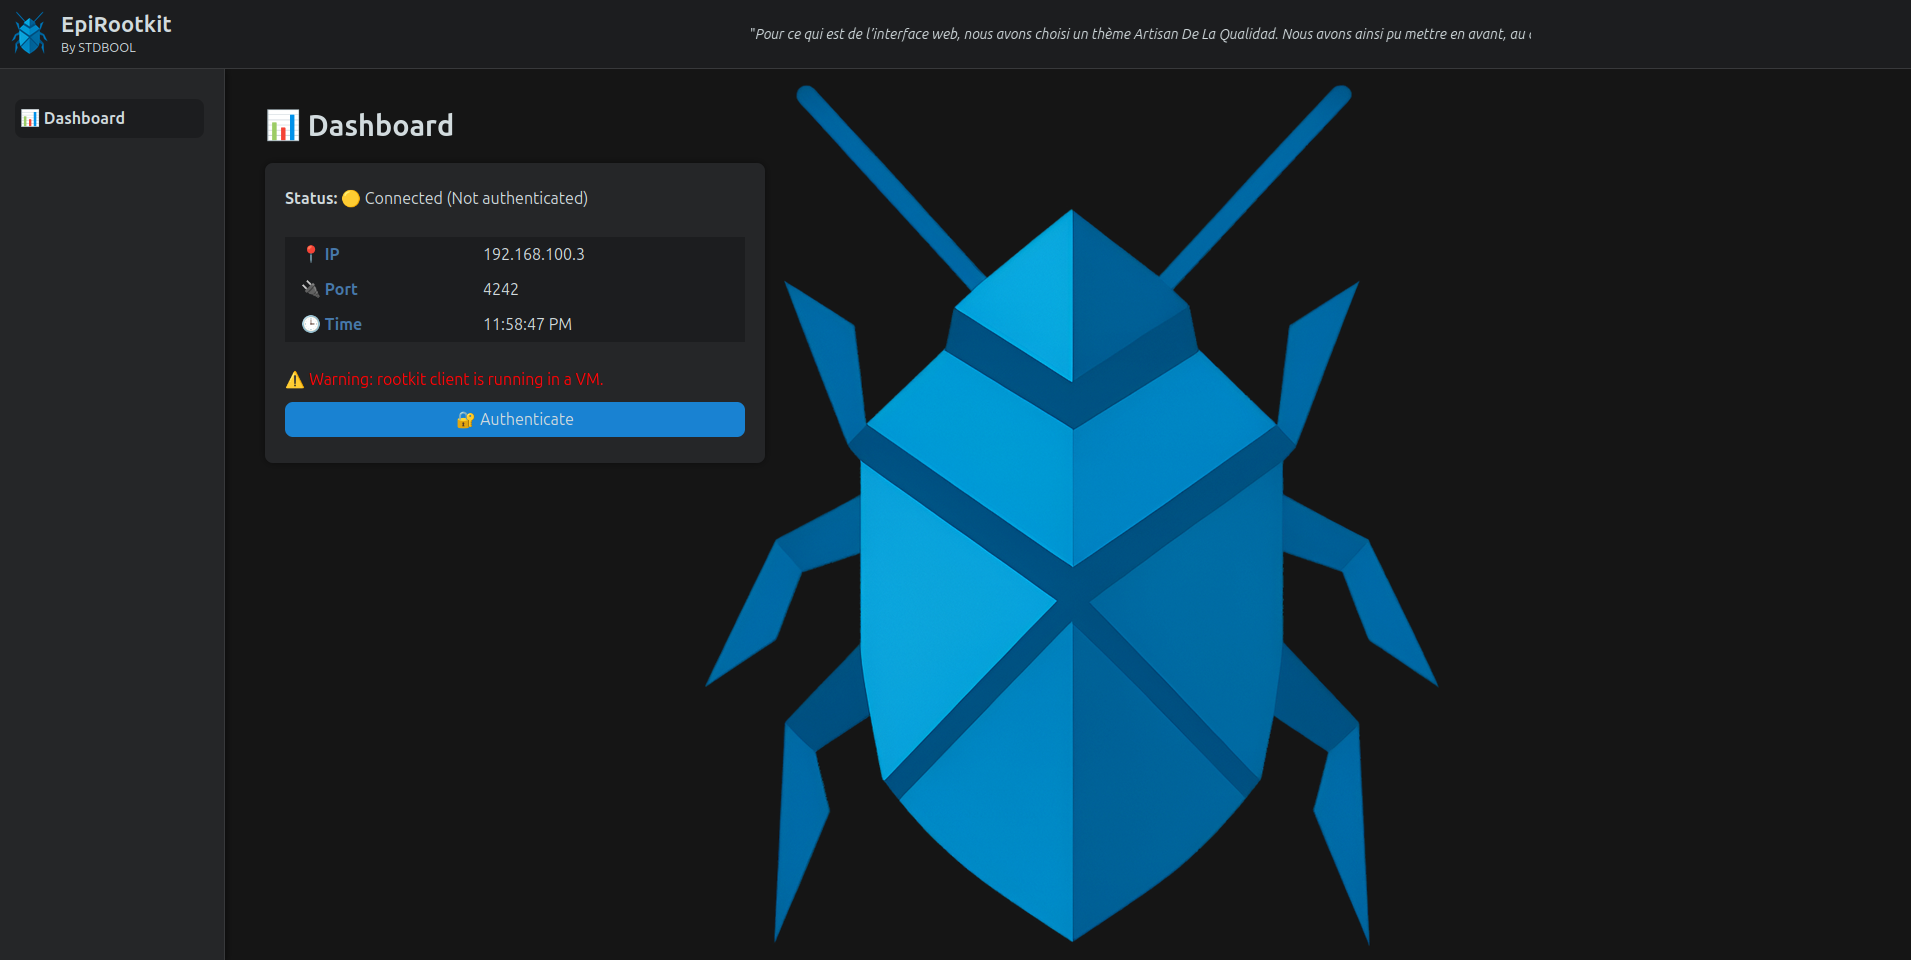 EpiRootkit
By STDBOOL
"Pour ce qui est de l'interface web, nous avons choisi un thème Artisan De La Qualidad. Nous avons ainsi pu mettre en avant, au
Dashboard
Dashboard
Status: Connected (Not authenticated)
IP 192.168.100.3
Port 4242
Time 11:58:47 PM
Warning: rootkit client is running in a VM.
Authenticate